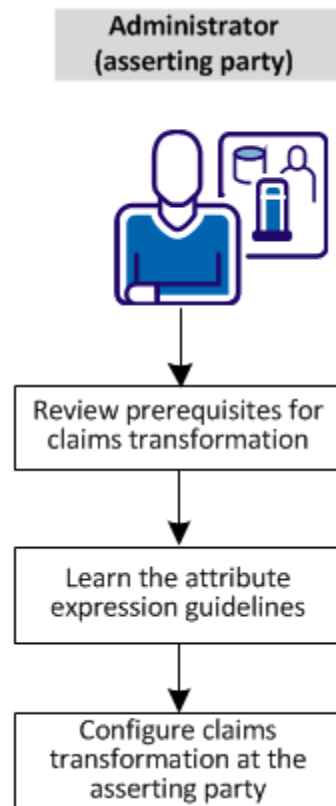 Administrator
(asserting party)
Review prerequisites for
claims transformation
Learn the attribute
expression guidelines
Configure claims
transformation at the
asserting party